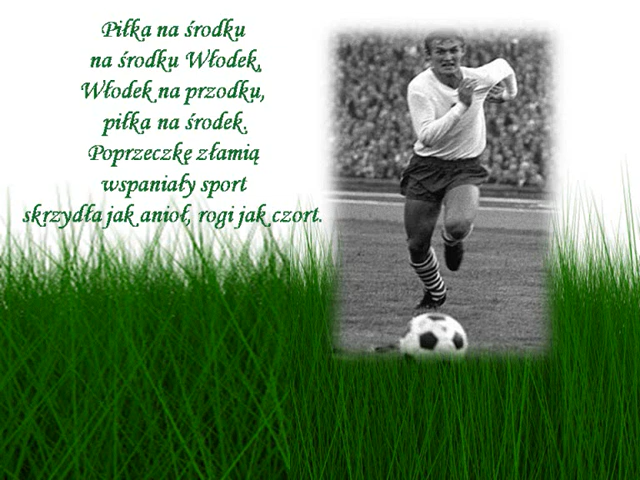 Piłka na środku
na środku Włodek,
Włodek na przodku,
piłka na środek.
Poprzeczkę złamią
wspaniały sport
skrzydła jak anioł, rogi jak czort.